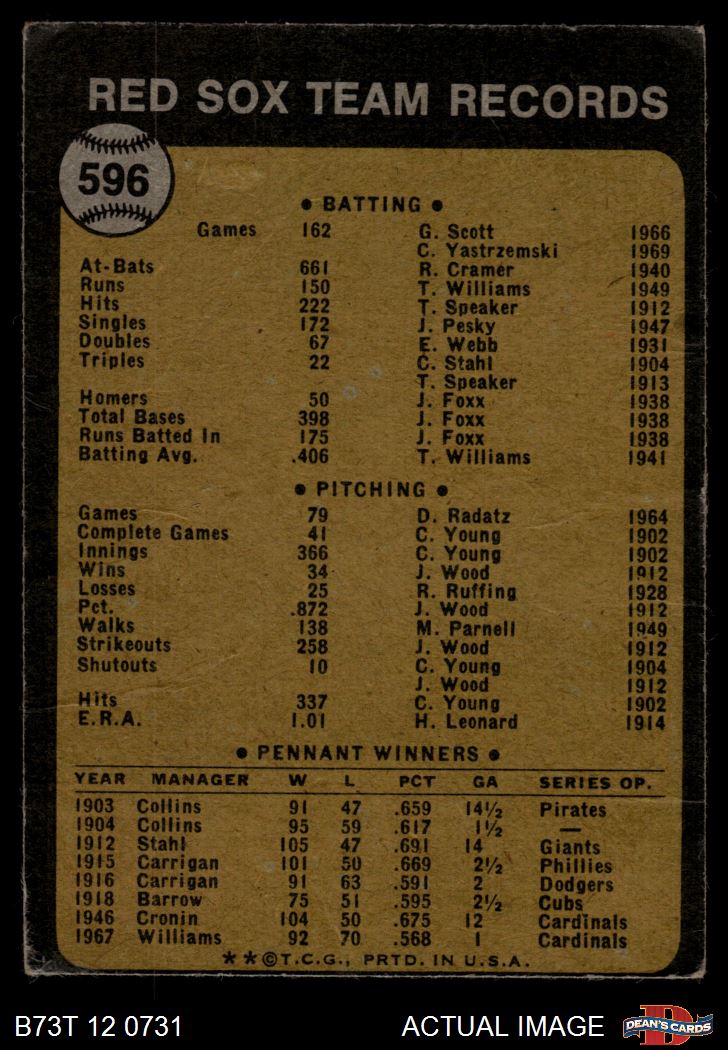 RED SOX TEAM RECORDS
596
• BATTING •
Games 162 G. Scott 1966
C. Yastrzemski 1969
At-Bats 661 R. Cramer 1940
Runs 150 T. Williams 1949
Hits 222 T. Speaker 1912
Singles 172 J. Pesky 1947
Doubles 67 E. Webb 1931
Triples 22 C. Stahl 1904
T. Speaker 1913
Homers 50 J. Foxx 1938
Total Bases 398 J. Foxx 1938
Runs Batted In 175 J. Foxx 1938
Batting Avg. .406 T. Williams 1941
• PITCHING •
Games 79 D. Radatz 1964
Complete Games 41 C. Young 1902
Innings 366 C. Young 1902
Wins 34 J. Wood 1912
Losses 25 R. Ruffing 1928
Pct. .872 J. Wood 1912
Walks 138 M. Parnell 1949
Strikeouts 258 J. Wood 1912
Shutouts 10 C. Young 1904
J. Wood 1912
Hits 337 C. Young 1902
E.R.A. 1.01 H. Leonard 1914
• PENNANT WINNERS •
YEAR MANAGER W L PCT GA SERIES OP.
1903 Collins 91 47 .659 14½ Pirates
1904 Collins 95 59 .617 1½ —
1912 Stahl 105 47 .691 14 Giants
1915 Carrigan 101 50 .669 2½ Phillies
1916 Carrigan 91 63 .591 2 Dodgers
1918 Barrow 75 51 .595 2½ Cubs
1946 Cronin 104 50 .675 12 Cardinals
1967 Williams 92 70 .568 1 Cardinals
**©T.C.G., PRTD. IN U.S.A.
B73T 12 0731 ACTUAL IMAGE DEAN'S CARDS